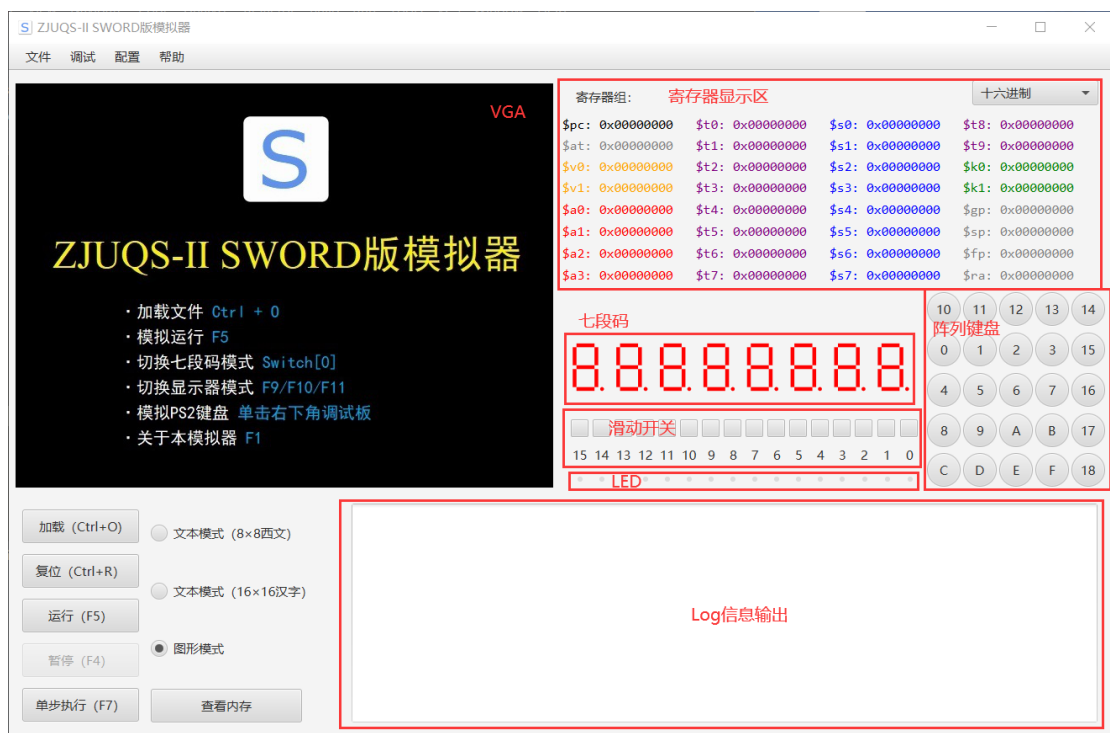 S ZJUQS-II SWORD版模拟器
文件 调试 配置 帮助
VGA
S
ZJUQS-II SWORD版模拟器
· 加载文件 Ctrl + O
· 模拟运行 F5
· 切换七段码模式 Switch[0]
· 切换显示器模式 F9/F10/F11
· 模拟PS2键盘 单击右下角调试板
· 关于本模拟器 F1
寄存器组: 寄存器显示区 十六进制
$pc: 0x00000000 $t0: 0x00000000 $s0: 0x00000000 $t8: 0x00000000
$at: 0x00000000 $t1: 0x00000000 $s1: 0x00000000 $t9: 0x00000000
$v0: 0x00000000 $t2: 0x00000000 $s2: 0x00000000 $k0: 0x00000000
$v1: 0x00000000 $t3: 0x00000000 $s3: 0x00000000 $k1: 0x00000000
$a0: 0x00000000 $t4: 0x00000000 $s4: 0x00000000 $gp: 0x00000000
$a1: 0x00000000 $t5: 0x00000000 $s5: 0x00000000 $sp: 0x00000000
$a2: 0x00000000 $t6: 0x00000000 $s6: 0x00000000 $fp: 0x00000000
$a3: 0x00000000 $t7: 0x00000000 $s7: 0x00000000 $ra: 0x00000000
七段码
8.8.8.8.8.8.8.8.
滑动开关
15 14 13 12 11 10 9 8 7 6 5 4 3 2 1 0
LED
10 11 12 13 14
阵列键盘
0 1 2 3 15
4 5 6 7 16
8 9 A B 17
C D E F 18
加载 (Ctrl+O)
复位 (Ctrl+R)
运行 (F5)
暂停 (F4)
单步执行 (F7)
文本模式 (8×8西文)
文本模式 (16×16汉字)
图形模式
查看内存
Log信息输出